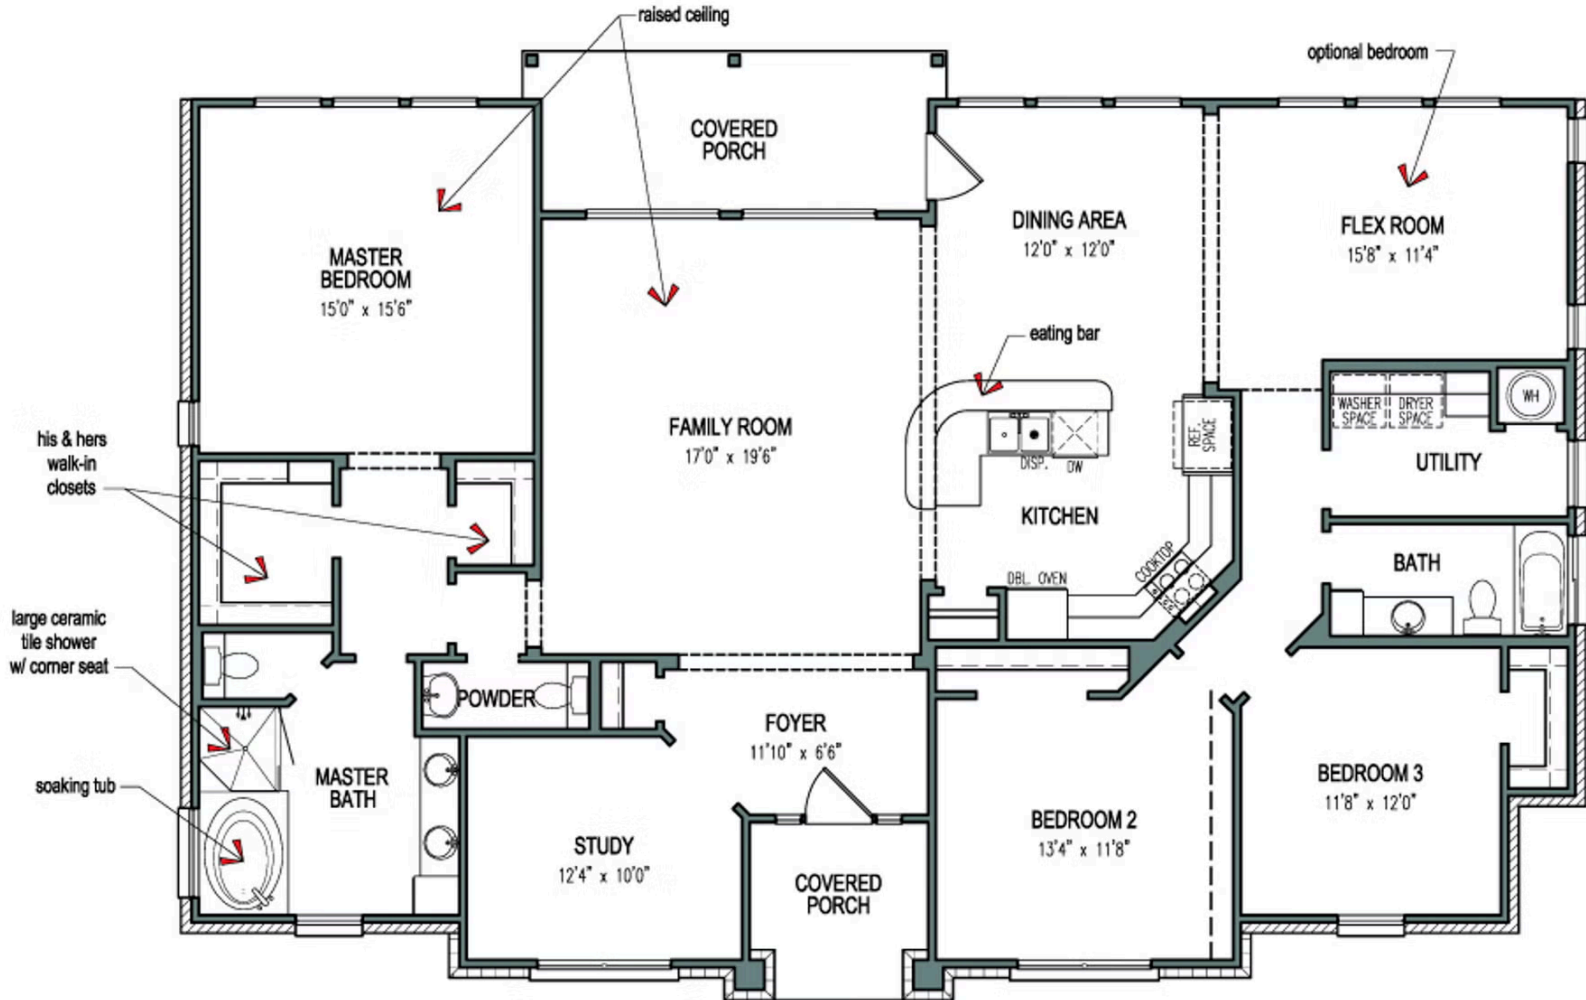 raised ceiling
optional bedroom
COVERED
PORCH
MASTER
BEDROOM
15'0" x 15'6"
DINING AREA
12'0" x 12'0"
FLEX ROOM
15'8" x 11'4"
eating bar
FAMILY ROOM
17'0" x 19'6"
his & hers
walk-in
closets
DISP.
DW
REF.
SPACE
WASHER
SPACE
DRYER
SPACE
WH
UTILITY
KITCHEN
COOKTOP
DBL. OVEN
BATH
large ceramic
tile shower
w/ corner seat
POWDER
FOYER
11'10" x 6'6"
soaking tub
MASTER
BATH
STUDY
12'4" x 10'0"
COVERED
PORCH
BEDROOM 2
13'4" x 11'8"
BEDROOM 3
11'8" x 12'0"